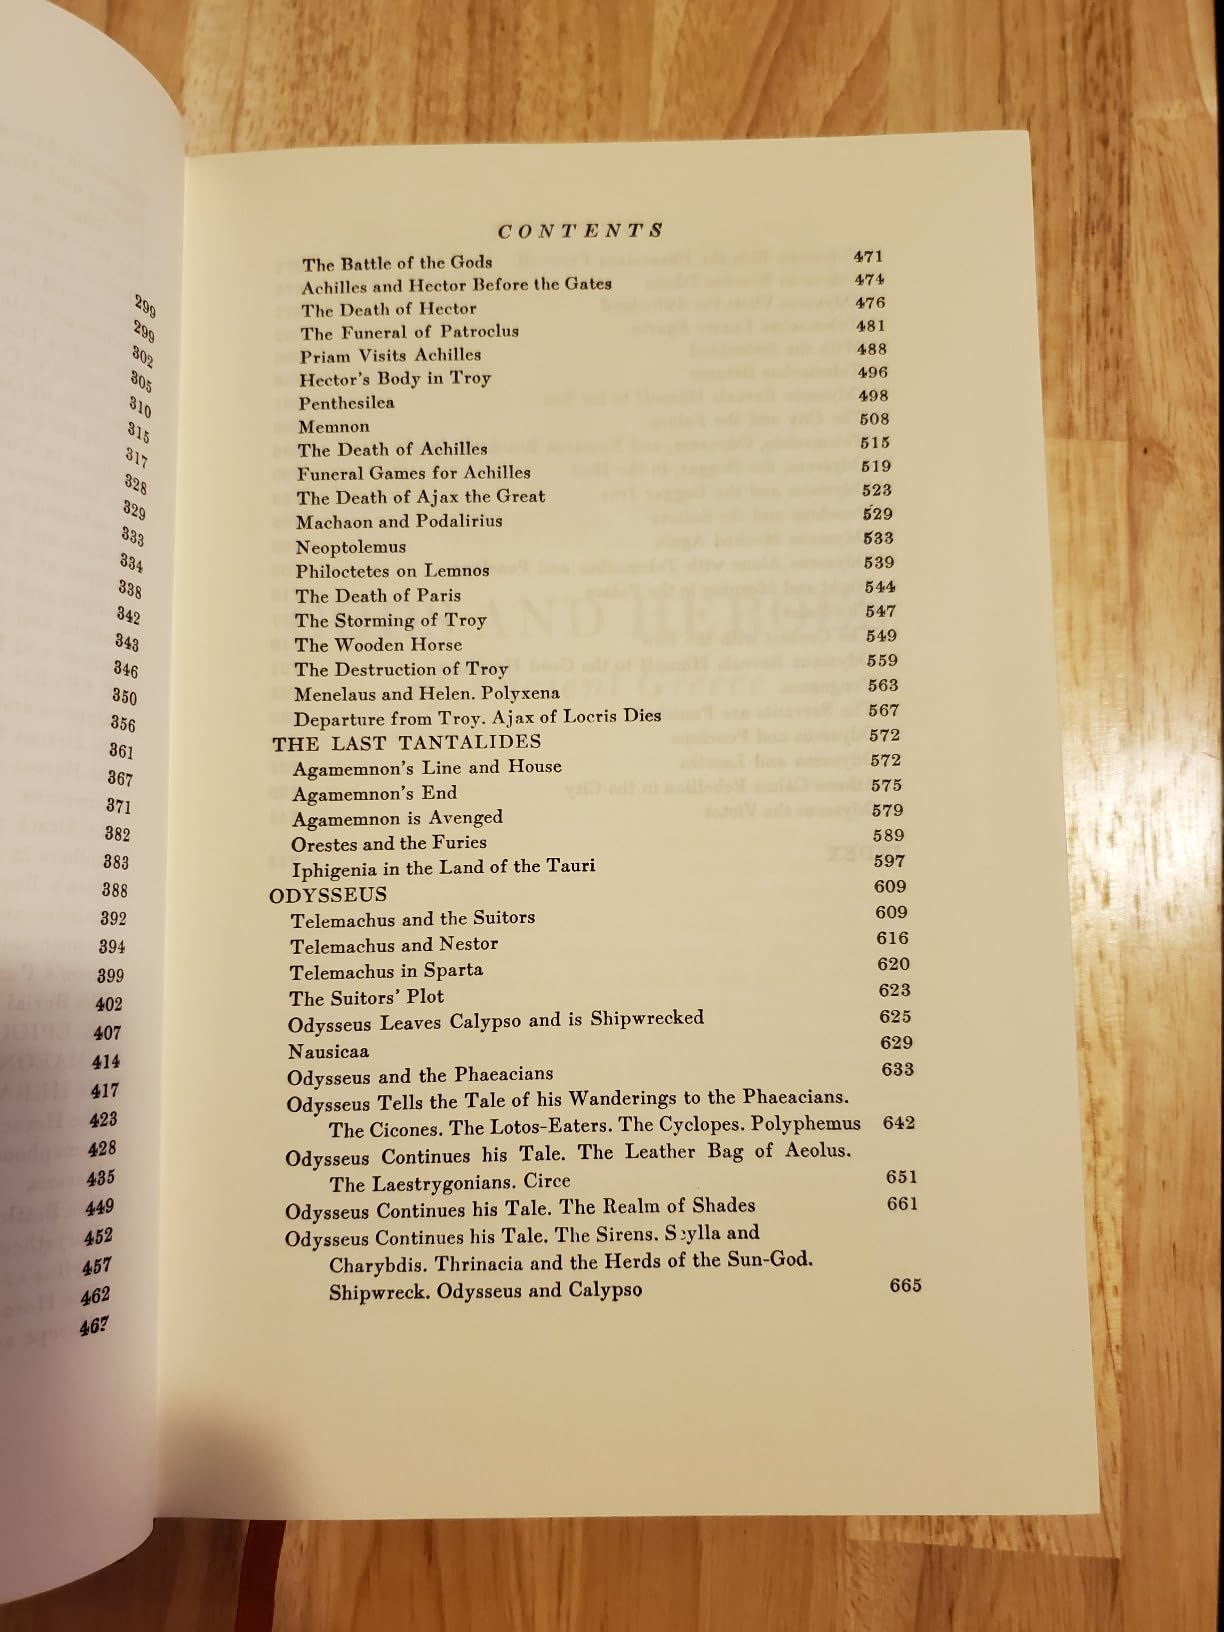 299
299
302
305
310
315
317
328
329
333
334
338
342
343
346
350
356
361
367
371
382
383
388
392
394
399
402
407
414
417
423
428
435
449
452
457
462
467
CONTENTS
The Battle of the Gods 471
Achilles and Hector Before the Gates 474
The Death of Hector 476
The Funeral of Patroclus 481
Priam Visits Achilles 488
Hector's Body in Troy 496
Penthesilea 498
Memnon 508
The Death of Achilles 515
Funeral Games for Achilles 519
The Death of Ajax the Great 523
Machaon and Podalirius 529
Neoptolemus 533
Philoctetes on Lemnos 539
The Death of Paris 544
The Storming of Troy 547
The Wooden Horse 549
The Destruction of Troy 559
Menelaus and Helen. Polyxena 563
Departure from Troy. Ajax of Locris Dies 567
THE LAST TANTALIDES 572
Agamemnon's Line and House 572
Agamemnon's End 575
Agamemnon is Avenged 579
Orestes and the Furies 589
Iphigenia in the Land of the Tauri 597
ODYSSEUS 609
Telemachus and the Suitors 609
Telemachus and Nestor 616
Telemachus in Sparta 620
The Suitors' Plot 623
Odysseus Leaves Calypso and is Shipwrecked 625
Nausicaa 629
Odysseus and the Phaeacians 633
Odysseus Tells the Tale of his Wanderings to the Phaeacians.
The Cicones. The Lotos-Eaters. The Cyclopes. Polyphemus 642
Odysseus Continues his Tale. The Leather Bag of Aeolus.
The Laestrygonians. Circe 651
Odysseus Continues his Tale. The Realm of Shades 661
Odysseus Continues his Tale. The Sirens. Scylla and
Charybdis. Thrinacia and the Herds of the Sun-God.
Shipwreck. Odysseus and Calypso 665